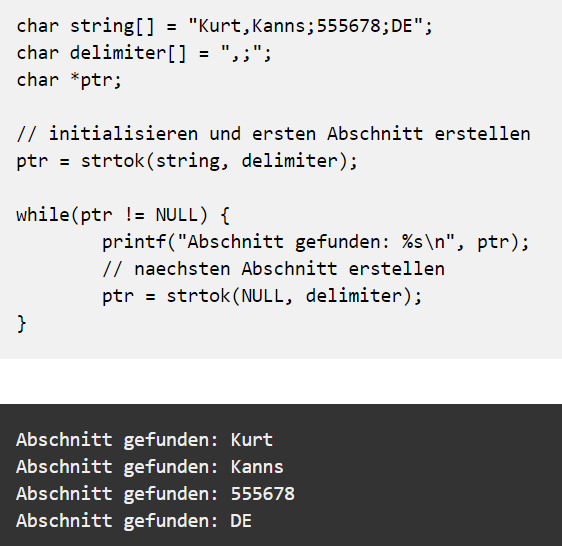 char string[] = "Kurt,Kanns;555678;DE";
char delimiter[] = ",;";
char *ptr;

// initialisieren und ersten Abschnitt erstellen
ptr = strtok(string, delimiter);

while(ptr != NULL) {
        printf("Abschnitt gefunden: %s\n", ptr);
        // naechsten Abschnitt erstellen
        ptr = strtok(NULL, delimiter);
}

Abschnitt gefunden: Kurt
Abschnitt gefunden: Kanns
Abschnitt gefunden: 555678
Abschnitt gefunden: DE